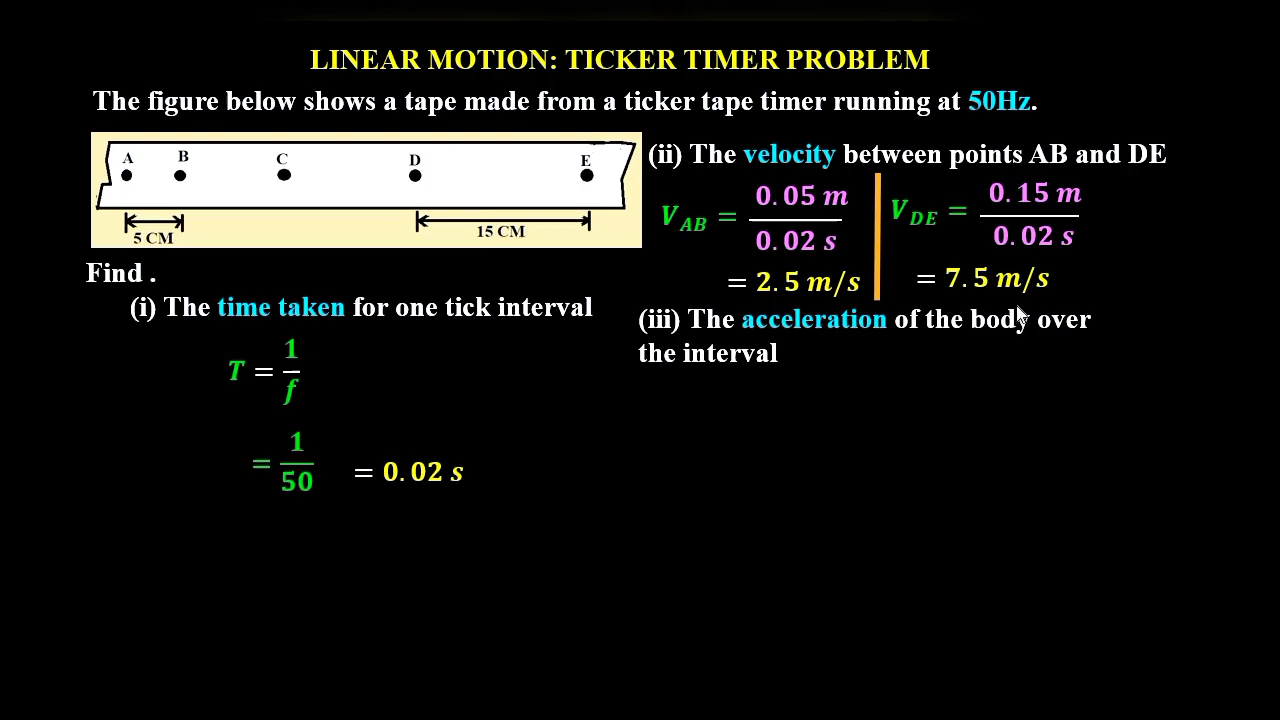 LINEAR MOTION: TICKER TIMER PROBLEM
The figure below shows a tape made from a ticker tape timer running at 50Hz.
A B C D E
5 CM 15 CM
Find .
(i) The time taken for one tick interval
T = 1/f
= 1/50 = 0.02 s
(ii) The velocity between points AB and DE
V_AB = 0.05 m / 0.02 s
= 2.5 m/s
V_DE = 0.15 m / 0.02 s
= 7.5 m/s
(iii) The acceleration of the body over
the interval